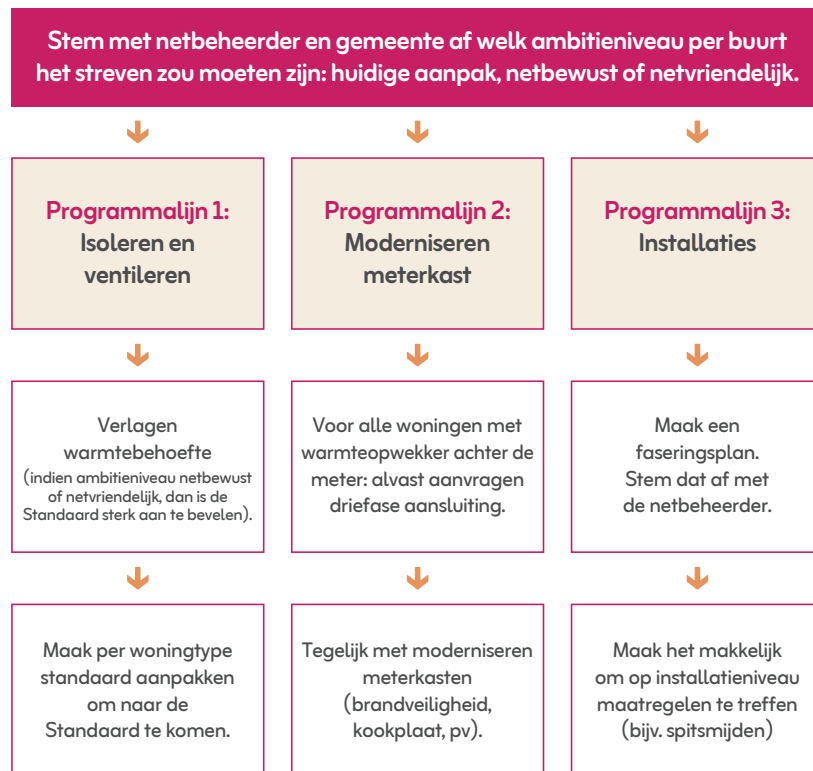 Stem met netbeheerder en gemeente af welk ambitieniveau per buurt
het streven zou moeten zijn: huidige aanpak, netbewust of netvriendelijk.
Programmalijn 1:
Isoleren en
ventileren
Verlagen
warmtebehoefte
(indien ambitieniveau netbewust
of netvriendelijk, dan is de
Standaard sterk aan te bevelen).
Maak per woningtype
standaard aanpakken
om naar de
Standaard te komen.
Programmalijn 2:
Moderniseren
meterkast
Voor alle woningen met
warmteopwekker achter de
meter: alvast aanvragen
driefase aansluiting.
Tegelijk met moderniseren
meterkasten
(brandveiligheid,
kookplaat, pv).
Programmalijn 3:
Installaties
Maak een
faseringsplan.
Stem dat af met
de netbeheerder.
Maak het makkelijk
om op installatieniveau
maatregelen te treffen
(bijv. spitsmijden)